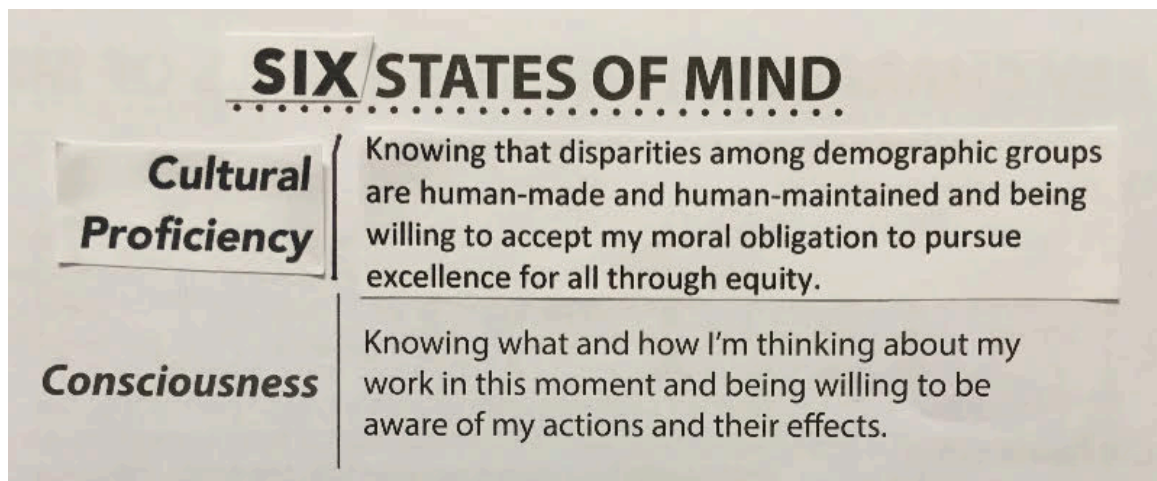 SIX STATES OF MIND
Cultural
Proficiency
Knowing that disparities among demographic groups
are human-made and human-maintained and being
willing to accept my moral obligation to pursue
excellence for all through equity.
Consciousness
Knowing what and how I'm thinking about my
work in this moment and being willing to be
aware of my actions and their effects.